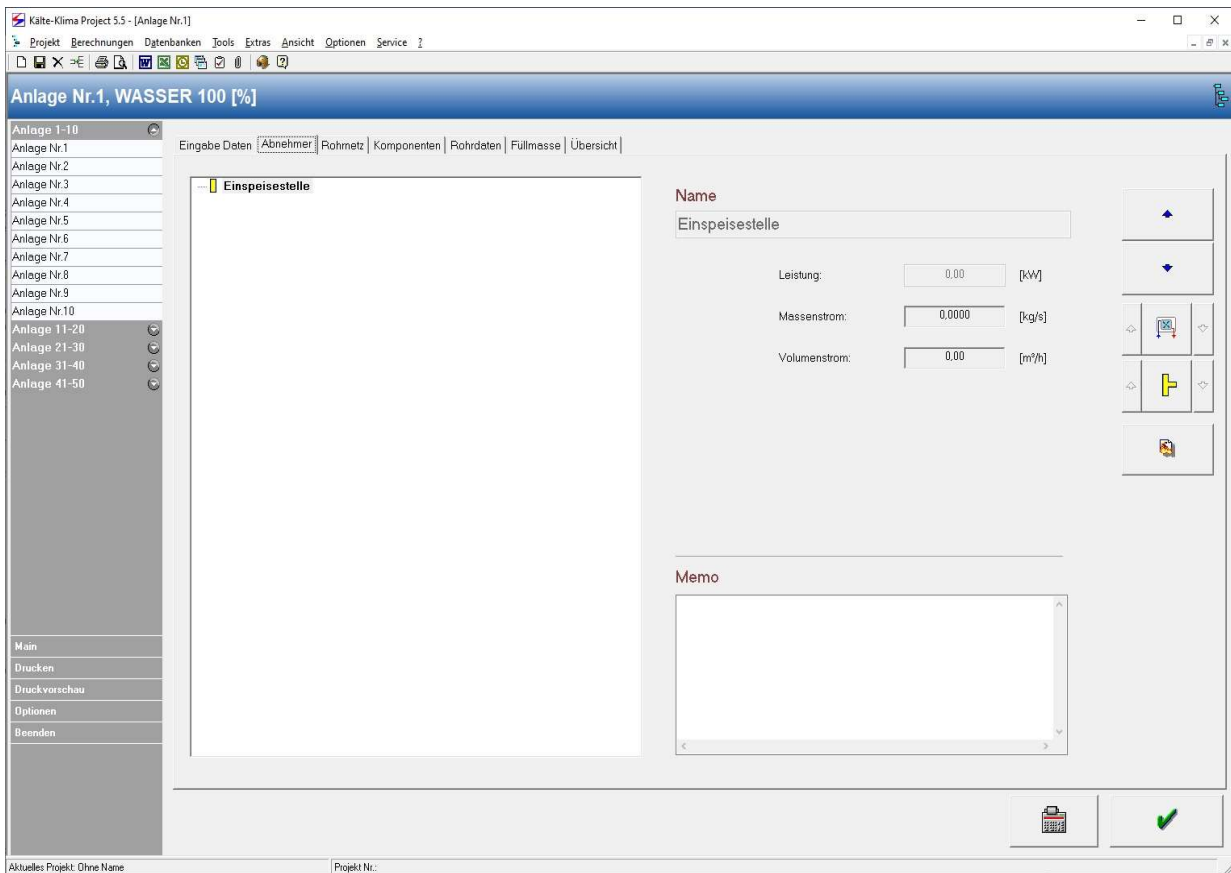 Kälte-Klima Project 5.5 - [Anlage Nr.1]
Projekt Berechnungen Datenbanken Tools Extras Ansicht Optionen Service ?
Anlage Nr.1, WASSER 100 [%]
Anlage 1-10
Anlage Nr.1
Anlage Nr.2
Anlage Nr.3
Anlage Nr.4
Anlage Nr.5
Anlage Nr.6
Anlage Nr.7
Anlage Nr.8
Anlage Nr.9
Anlage Nr.10
Anlage 11-20
Anlage 21-30
Anlage 31-40
Anlage 41-50
Main
Drucken
Druckvorschau
Optionen
Beenden
Eingabe Daten Abnehmer Rohrnetz Komponenten Rohrdaten Füllmasse Übersicht
Einspeisestelle
Name
Einspeisestelle
Leistung: 0,00 [kW]
Massenstrom: 0,0000 [kg/s]
Volumenstrom: 0,00 [m³/h]
Memo
Aktuelles Projekt: Ohne Name Projekt Nr.: